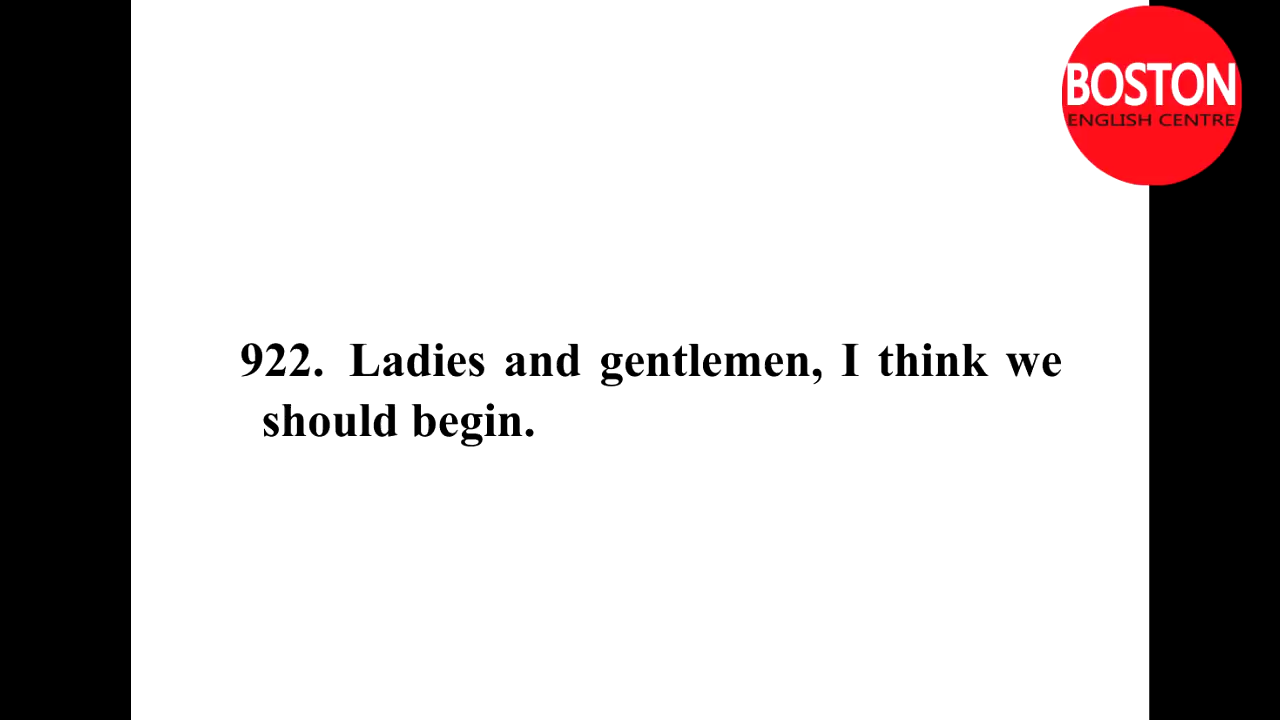 BOSTON
ENGLISH CENTRE
922. Ladies and gentlemen, I think we
should begin.